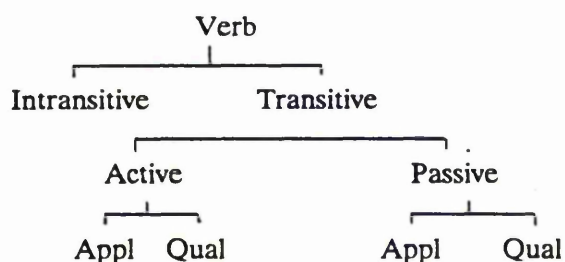 Verb
Intransitive Transitive
Active Passive
Appl Qual Appl Qual